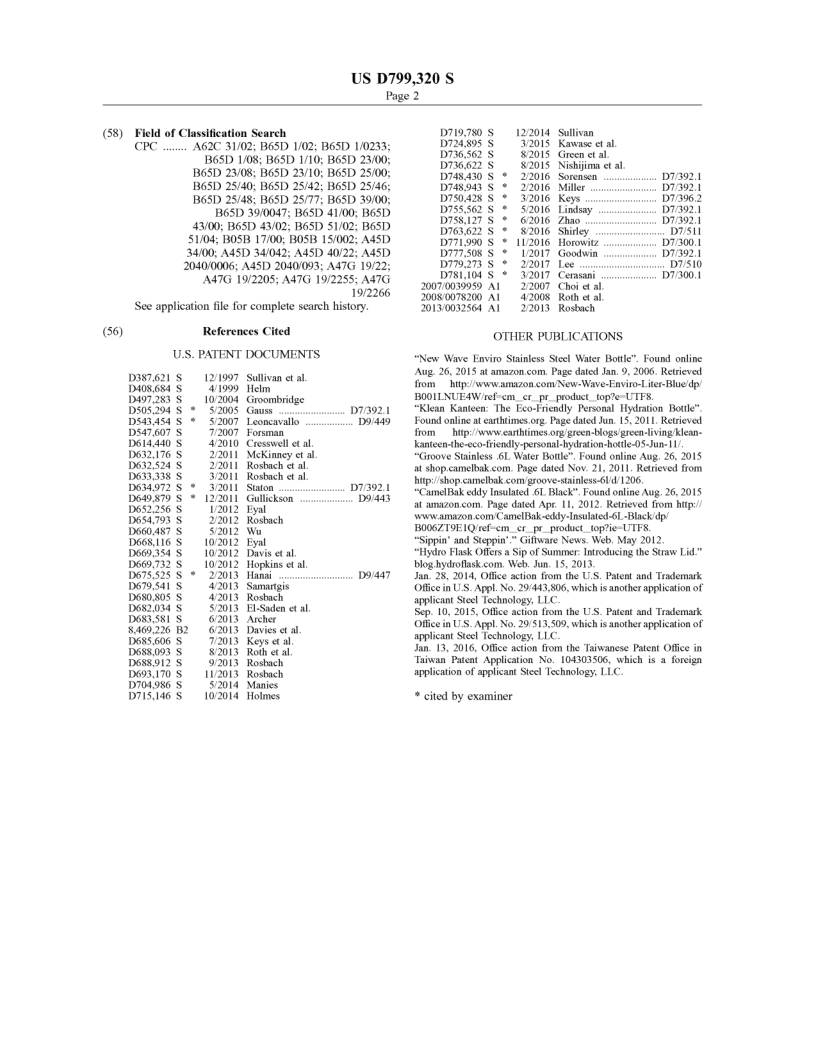 US D799,320 S
Page 2
(58) Field of Classification Search
CPC ........ A62C 31/02; B65D 1/02; B65D 1/0233;
B65D 1/08; B65D 1/10; B65D 23/00;
B65D 23/08; B65D 23/10; B65D 25/00;
B65D 25/40; B65D 25/42; B65D 25/46;
B65D 25/48; B65D 25/77; B65D 39/00;
B65D 39/0047; B65D 41/00; B65D
43/00; B65D 43/02; B65D 51/02; B65D
51/04; B05B 17/00; B05B 15/002; A45D
34/00; A45D 34/042; A45D 40/22; A45D
2040/0006; A45D 2040/093; A47G 19/22;
A47G 19/2205; A47G 19/2255; A47G
19/2266
See application file for complete search history.
(56) References Cited
U.S. PATENT DOCUMENTS
D387,621 S 12/1997 Sullivan et al.
D408,684 S 4/1999 Helm
D497,283 S 10/2004 Groombridge
D505,294 S * 5/2005 Gauss ......................... D7/392.1
D543,454 S * 5/2007 Leoncavallo .................. D9/449
D547,607 S 7/2007 Forsman
D614,440 S 4/2010 Cresswell et al.
D632,176 S 2/2011 McKinney et al.
D632,524 S 2/2011 Rosbach et al.
D633,338 S 3/2011 Rosbach et al.
D634,972 S * 3/2011 Staton ......................... D7/392.1
D649,879 S * 12/2011 Gullickson .................... D9/443
D652,256 S 1/2012 Eyal
D654,793 S 2/2012 Rosbach
D660,487 S 5/2012 Wu
D668,116 S 10/2012 Eyal
D669,354 S 10/2012 Davis et al.
D669,732 S 10/2012 Hopkins et al.
D675,525 S * 2/2013 Hanai ............................ D9/447
D679,541 S 4/2013 Samartgis
D680,805 S 4/2013 Rosbach
D682,034 S 5/2013 El-Saden et al.
D683,581 S 6/2013 Archer
8,469,226 B2 6/2013 Davies et al.
D685,606 S 7/2013 Keys et al.
D688,093 S 8/2013 Roth et al.
D688,912 S 9/2013 Rosbach
D693,170 S 11/2013 Rosbach
D704,986 S 5/2014 Manies
D715,146 S 10/2014 Holmes
D719,780 S 12/2014 Sullivan
D724,895 S 3/2015 Kawase et al.
D736,562 S 8/2015 Green et al.
D736,622 S 8/2015 Nishijima et al.
D748,430 S * 2/2016 Sorensen .................... D7/392.1
D748,943 S * 2/2016 Miller ......................... D7/392.1
D750,428 S * 3/2016 Keys ........................... D7/396.2
D755,562 S * 5/2016 Lindsay ...................... D7/392.1
D758,127 S * 6/2016 Zhao ........................... D7/392.1
D763,622 S * 8/2016 Shirley .......................... D7/511
D771,990 S * 11/2016 Horowitz .................... D7/300.1
D777,508 S * 1/2017 Goodwin .................... D7/392.1
D779,273 S * 2/2017 Lee ................................ D7/510
D781,104 S * 3/2017 Cerasani ..................... D7/300.1
2007/0039959 A1 2/2007 Choi et al.
2008/0078200 A1 4/2008 Roth et al.
2013/0032564 A1 2/2013 Rosbach
OTHER PUBLICATIONS
“New Wave Enviro Stainless Steel Water Bottle”. Found online
Aug. 26, 2015 at amazon.com. Page dated Jan. 9, 2006. Retrieved
from http://www.amazon.com/New-Wave-Enviro-Liter-Blue/dp/
B001LNUE4W/ref=cm_cr_pr_product_top?e=UTF8.
“Klean Kanteen: The Eco-Friendly Personal Hydration Bottle”.
Found online at earthtimes.org. Page dated Jun. 15, 2011. Retrieved
from http://www.earthtimes.org/green-blogs/green-living/klean-
kanteen-the-eco-friendly-personal-hydration-hottle-05-Jun-11/.
“Groove Stainless .6L Water Bottle”. Found online Aug. 26, 2015
at shop.camelbak.com. Page dated Nov. 21, 2011. Retrieved from
http://shop.camelbak.com/groove-stainless-6l/d/1206.
“CamelBak eddy Insulated .6L Black”. Found online Aug. 26, 2015
at amazon.com. Page dated Apr. 11, 2012. Retrieved from http://
www.amazon.com/CamelBak-eddy-Insulated-6L-Black/dp/
B006ZT9E1Q/ref=cm_cr_pr_product_top?ie=UTF8.
“Sippin’ and Steppin’.” Giftware News. Web. May 2012.
“Hydro Flask Offers a Sip of Summer: Introducing the Straw Lid.”
blog.hydroflask.com. Web. Jun. 15, 2013.
Jan. 28, 2014, Office action from the U.S. Patent and Trademark
Office in U.S. Appl. No. 29/443,806, which is another application of
applicant Steel Technology, LLC.
Sep. 10, 2015, Office action from the U.S. Patent and Trademark
Office in U.S. Appl. No. 29/513,509, which is another application of
applicant Steel Technology, LLC.
Jan. 13, 2016, Office action from the Taiwanese Patent Office in
Taiwan Patent Application No. 104303506, which is a foreign
application of applicant Steel Technology, LLC.
* cited by examiner